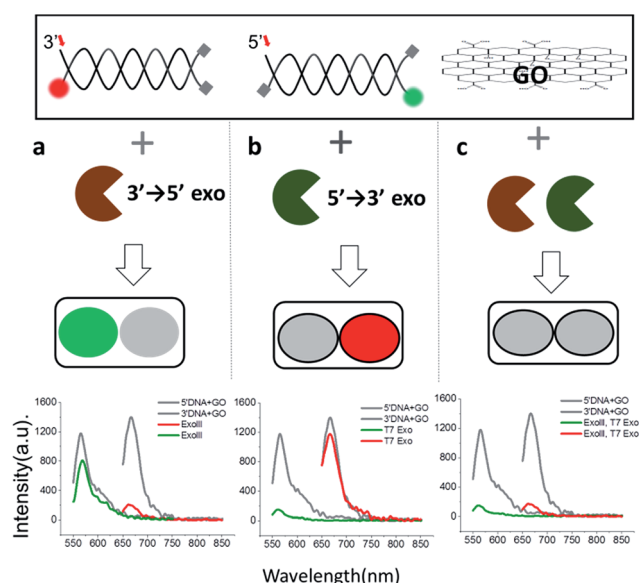 3’
5’
GO
a
b
c
3’→5’ exo
5’→3’ exo
Intensity(a.u).
1600
1200
800
400
0
550 600 650 700 750 800 850
5'DNA+GO
3'DNA+GO
ExoIII
ExoIII
1600
1200
800
400
0
550 600 650 700 750 800 850
5'DNA+GO
3'DNA+GO
T7 Exo
T7 Exo
1600
1200
800
400
0
550 600 650 700 750 800 850
5'DNA+GO
3'DNA+GO
ExoIII, T7 Exo
ExoIII, T7 Exo
Wavelength(nm)